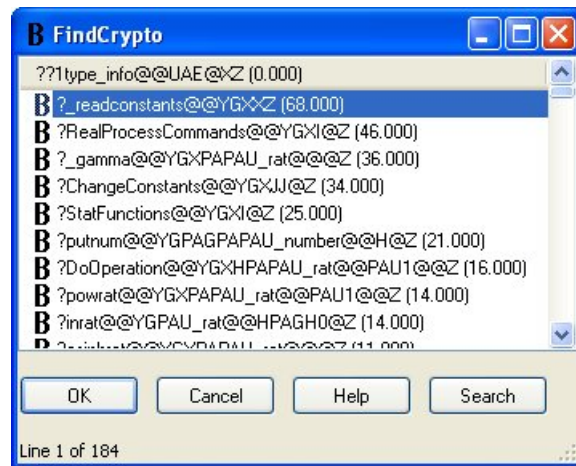 FindCrypto
??1type_info@@UAE@XZ (0.000)
?_readconstants@@YGXXZ (68.000)
?RealProcessCommands@@YGXI@Z (46.000)
?_gamma@@YGXPAPAU_rat@@@Z (36.000)
?ChangeConstants@@YGXJJ@Z (34.000)
?StatFunctions@@YGXI@Z (25.000)
?putnum@@YGPAGPAPAU_number@@H@Z (21.000)
?DoOperation@@YGXHPAPAU_rat@@PAU1@@Z (16.000)
?powrat@@YGXPAPAU_rat@@PAU1@@Z (14.000)
?inrat@@YGPAU_rat@@HPAGH0@Z (14.000)
OK Cancel Help Search
Line 1 of 184